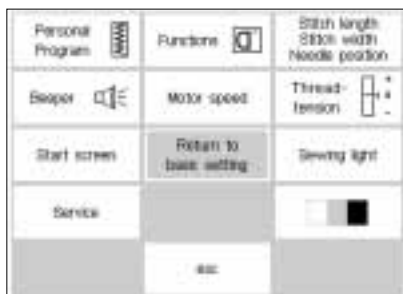 Personal
Program
Functions
Stitch length
Stitch width
Needle position
Beeper
Motor speed
Thread-
tension
Start screen
Return to
basic setting
Sewing light
Service
esc